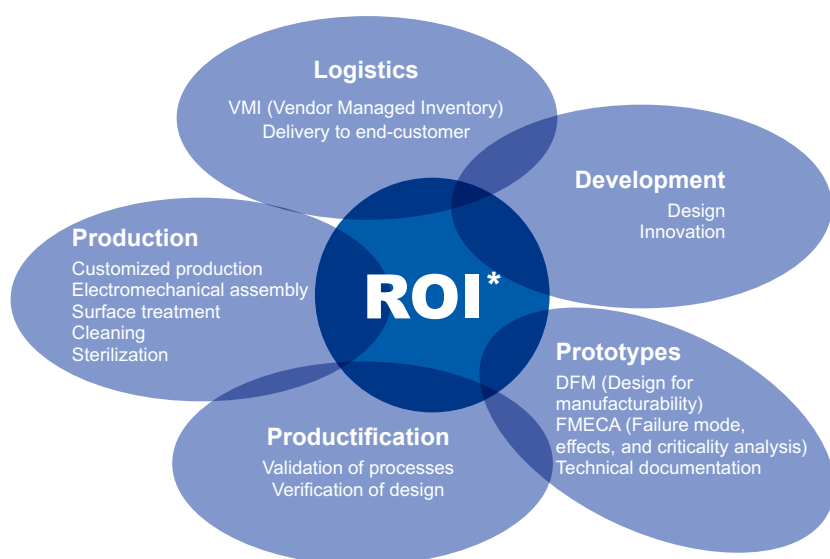 Logistics
VMI (Vendor Managed Inventory)
Delivery to end-customer
Development
Design
Innovation
Production
Customized production
Electromechanical assembly
Surface treatment
Cleaning
Sterilization
ROI*
Prototypes
DFM (Design for
manufacturability)
FMECA (Failure mode,
effects, and criticality analysis)
Technical documentation
Productification
Validation of processes
Verification of design